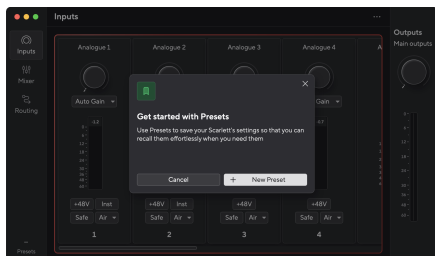 Inputs
...
Outputs
Main outputs
Inputs
Mixer
Routing
Presets
Analogue 1
Analogue 2
Analogue 3
Analogue 4
Auto Gain
Gain
Get started with Presets
Use Presets to save your Scarlett's settings so that you can
recall them effortlessly when you need them
Cancel
+ New Preset
+48V Inst
+48V Inst
+48V
+48V
Safe Air
Safe Air
Safe Air
Safe Air
1
2
3
4